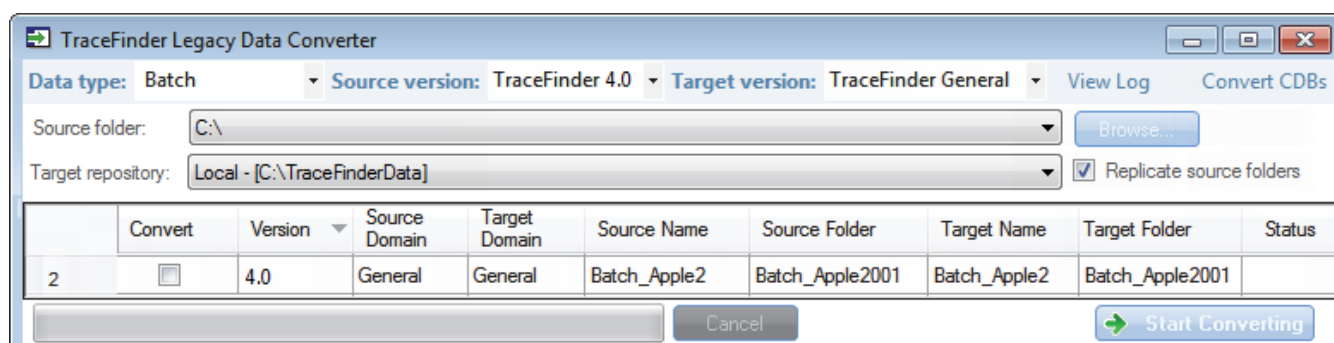 TraceFinder Legacy Data Converter
Data type: Batch Source version: TraceFinder 4.0 Target version: TraceFinder General View Log Convert CDBs
Source folder: C:\ Browse...
Target repository: Local - [C:\TraceFinderData] Replicate source folders
Convert Version Source Domain Target Domain Source Name Source Folder Target Name Target Folder Status
2 4.0 General General Batch_Apple2 Batch_Apple2001 Batch_Apple2 Batch_Apple2001
Cancel Start Converting